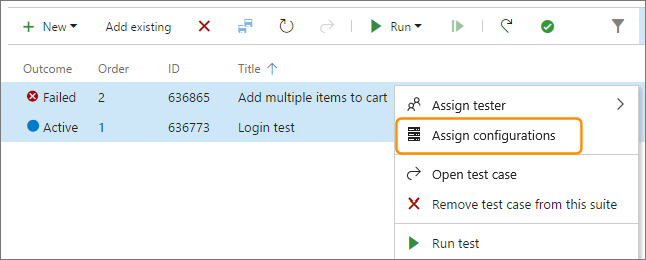 New Add existing Run
Outcome Order ID Title
Failed 2 636865 Add multiple items to cart
Active 1 636773 Login test
Assign tester
Assign configurations
Open test case
Remove test case from this suite
Run test